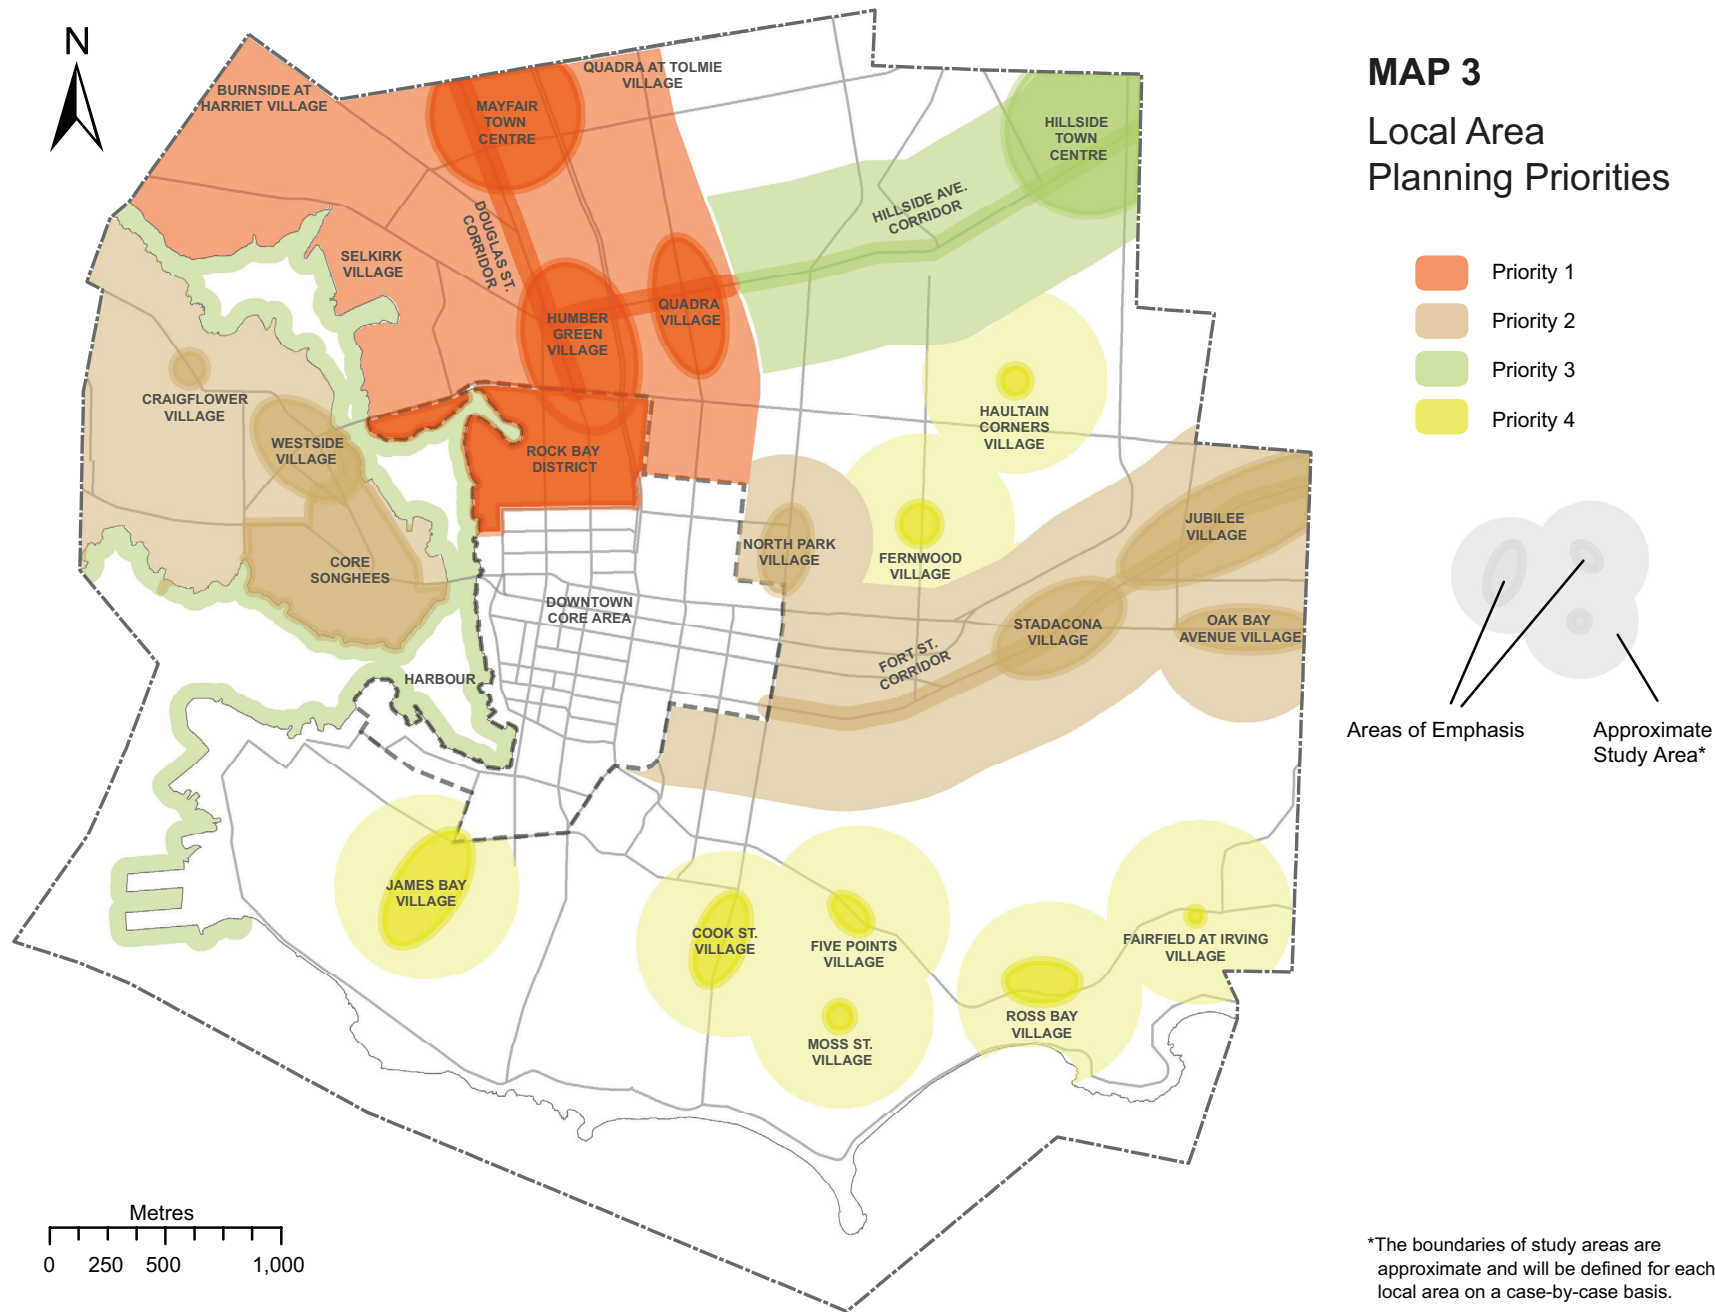 N
BURNSIDE AT
HARRIET VILLAGE
MAYFAIR
TOWN
CENTRE
QUADRA AT TOLMIE
VILLAGE
HILLSIDE
TOWN
CENTRE
HILLSIDE AVE.
CORRIDOR
DOUGLAS ST.
CORRIDOR
SELKIRK
VILLAGE
HUMBER
GREEN
VILLAGE
QUADRA
VILLAGE
CRAIGFLOWER
VILLAGE
WESTSIDE
VILLAGE
ROCK BAY
DISTRICT
HAULTAIN
CORNERS
VILLAGE
CORE
SONGHEES
NORTH PARK
VILLAGE
FERNWOOD
VILLAGE
JUBILEE
VILLAGE
DOWNTOWN
CORE AREA
STADACONA
VILLAGE
OAK BAY
AVENUE VILLAGE
FORT ST.
CORRIDOR
HARBOUR
JAMES BAY
VILLAGE
COOK ST.
VILLAGE
FIVE POINTS
VILLAGE
FAIRFIELD AT IRVING
VILLAGE
ROSS BAY
VILLAGE
MOSS ST.
VILLAGE
Metres
0 250 500 1,000
MAP 3
Local Area
Planning Priorities
Priority 1
Priority 2
Priority 3
Priority 4
Areas of Emphasis
Approximate
Study Area*
*The boundaries of study areas are
approximate and will be defined for each
local area on a case-by-case basis.